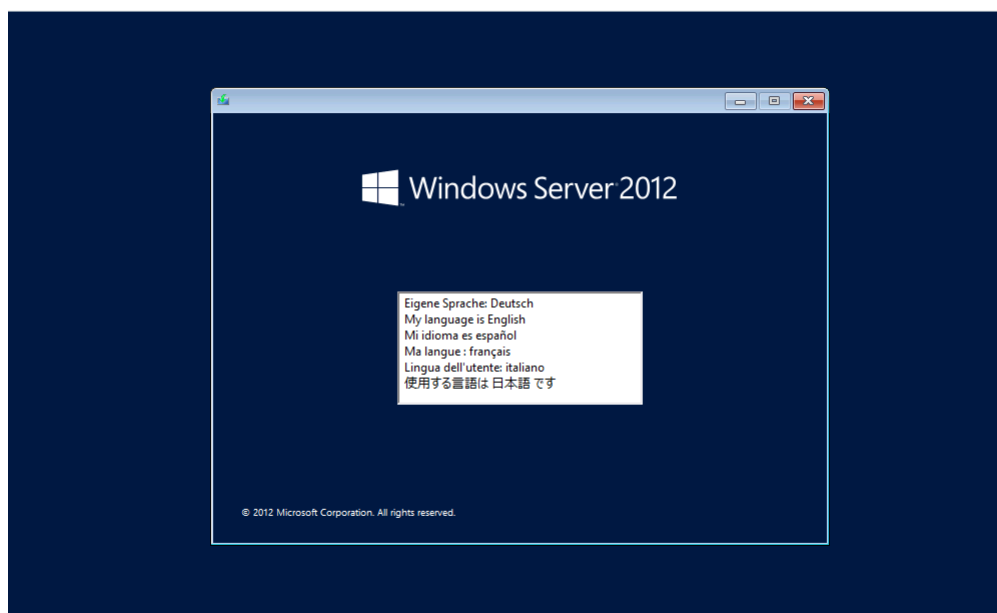 Windows Server 2012
Eigene Sprache: Deutsch
My language is English
Mi idioma es español
Ma langue : français
Lingua dell'utente: italiano
使用する言語は 日本語 です
© 2012 Microsoft Corporation. All rights reserved.